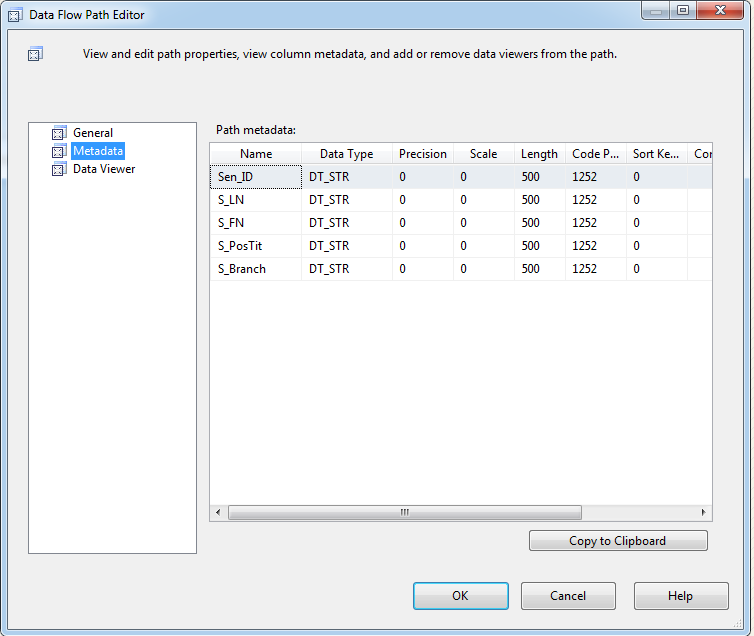 Data Flow Path Editor
View and edit path properties, view column metadata, and add or remove data viewers from the path.
General
Metadata
Data Viewer
Path metadata:
Name Data Type Precision Scale Length Code P... Sort Ke... Cor
Sen_ID DT_STR 0 0 500 1252 0
S_LN DT_STR 0 0 500 1252 0
S_FN DT_STR 0 0 500 1252 0
S_PosTit DT_STR 0 0 500 1252 0
S_Branch DT_STR 0 0 500 1252 0
Copy to Clipboard
OK Cancel Help